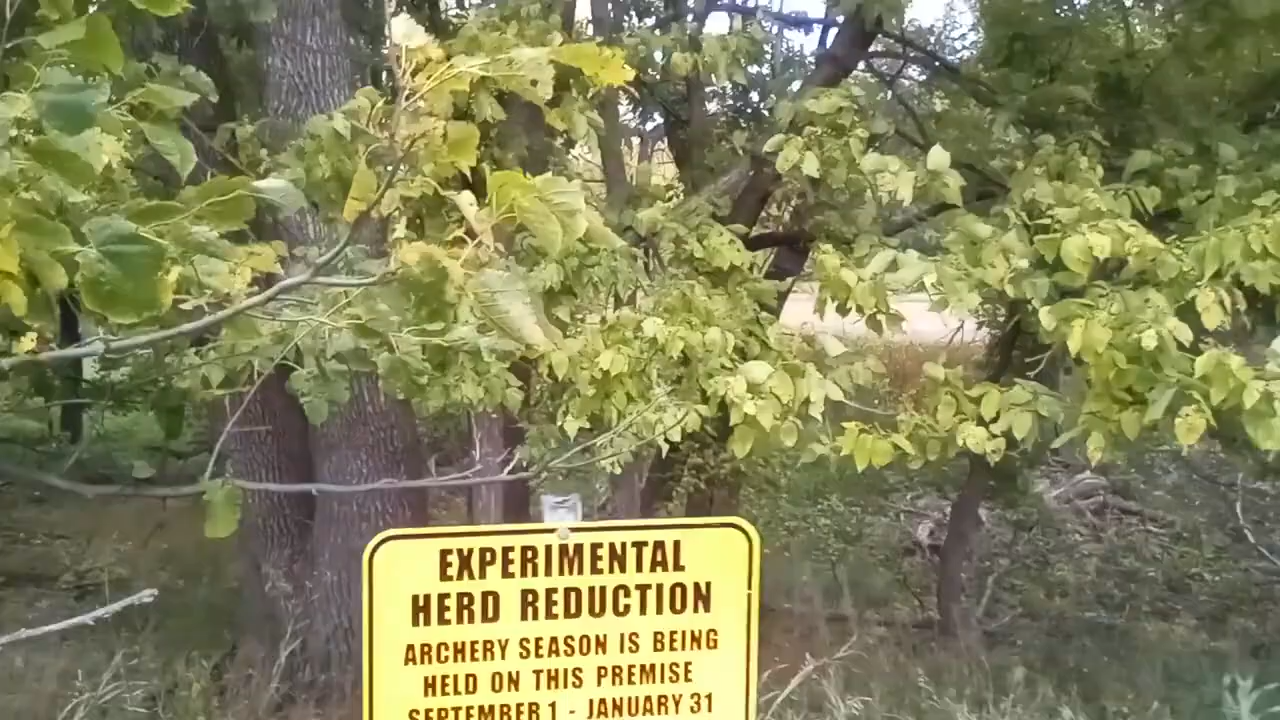 EXPERIMENTAL
HERD REDUCTION
ARCHERY SEASON IS BEING
HELD ON THIS PREMISE
SEPTEMBER 1 - JANUARY 31